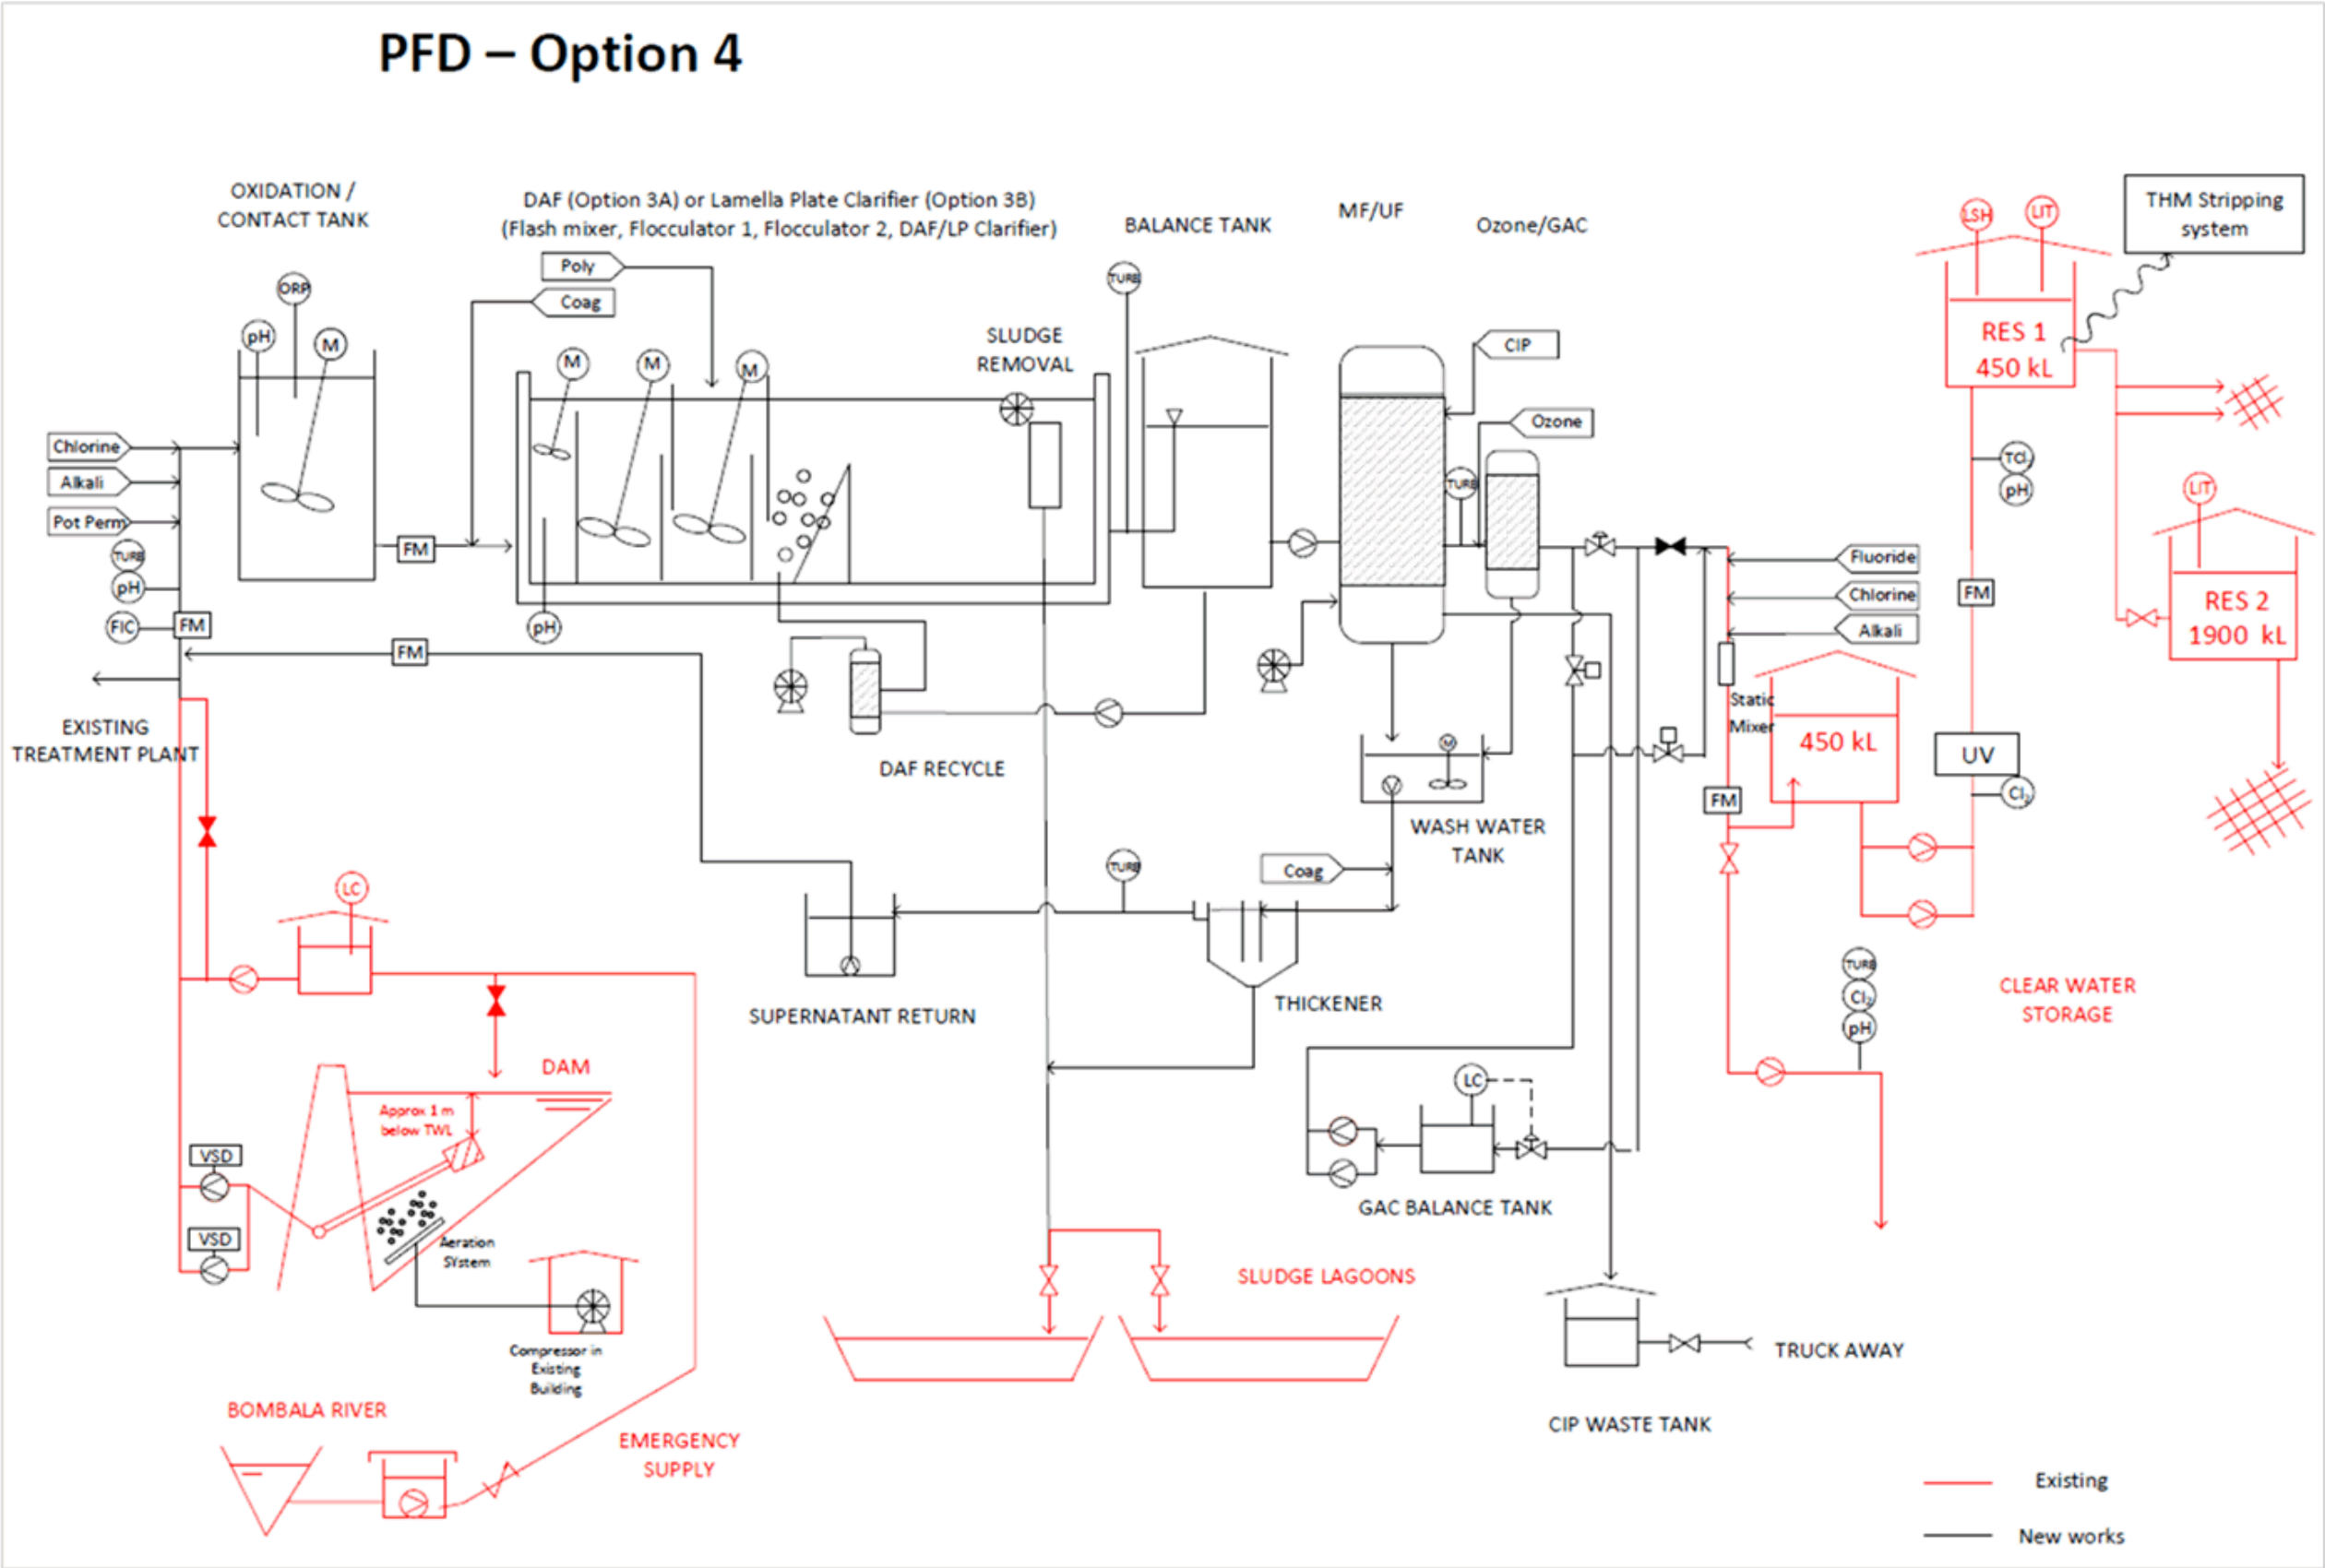 PFD – Option 4
OXIDATION /
CONTACT TANK
DAF (Option 3A) or Lamella Plate Clarifier (Option 3B)
(Flash mixer, Flocculator 1, Flocculator 2, DAF/LP Clarifier)
BALANCE TANK
MF/UF
Ozone/GAC
LSH
LIT
THM Stripping
system
Poly
Coag
TURB
ORP
pH
M
M
M
M
SLUDGE
REMOVAL
CIP
Ozone
TURB
RES 1
450 kL
Chlorine
Alkali
Pot Perm
TURB
pH
FIC
FM
FM
FM
pH
Fluoride
Chlorine
Alkali
Static
Mixer
450 kL
FM
TCl₂
pH
FM
UV
Cl₂
LIT
RES 2
1900 kL
EXISTING
TREATMENT PLANT
DAF RECYCLE
M
WASH WATER
TANK
Coag
TURB
SUPERNATANT RETURN
THICKENER
TURB
Cl₂
pH
CLEAR WATER
STORAGE
LC
DAM
Approx 1 m
below TWL
VSD
VSD
Aeration
SYstem
Compressor in
Existing
Building
LC
GAC BALANCE TANK
SLUDGE LAGOONS
TRUCK AWAY
CIP WASTE TANK
BOMBALA RIVER
EMERGENCY
SUPPLY
Existing
New works